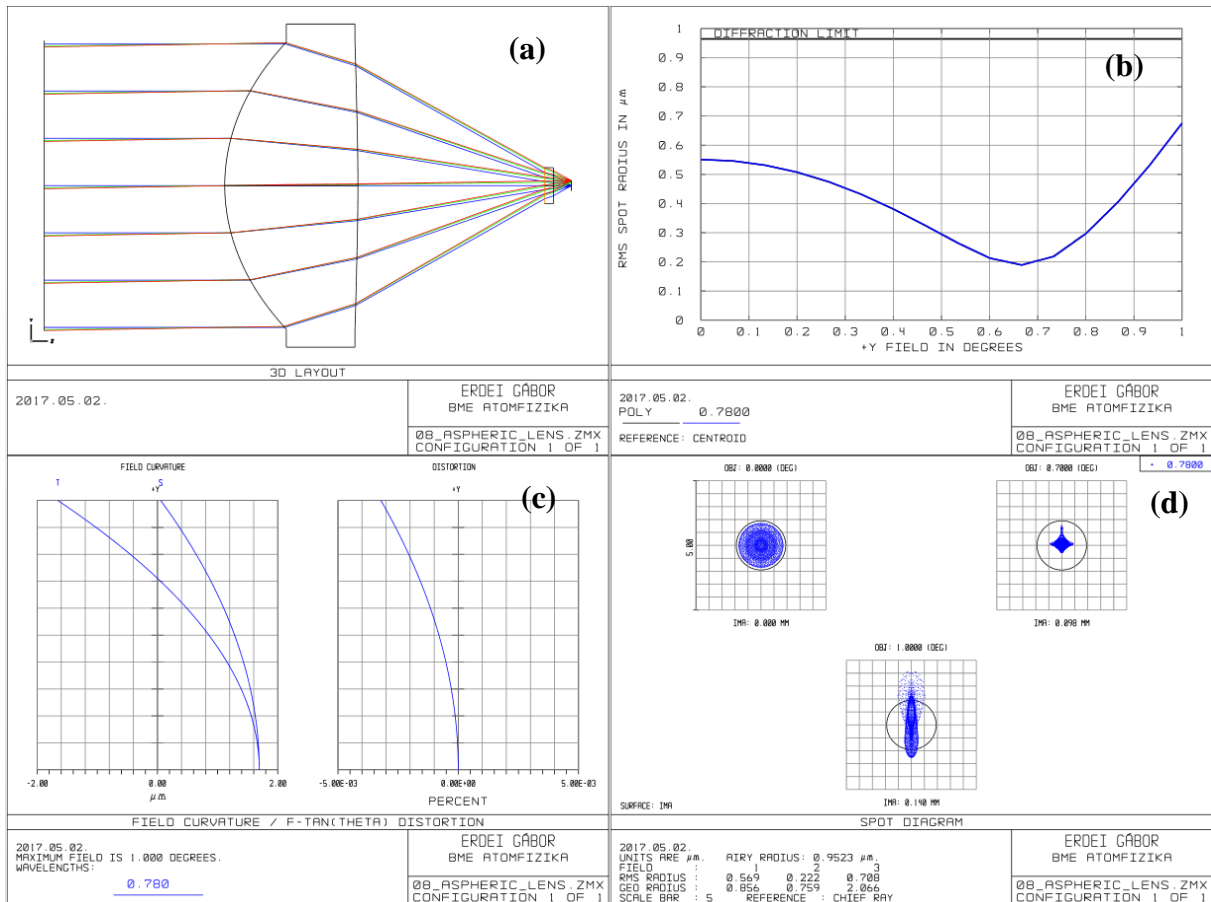 (a)
Y
Z
3D LAYOUT
2017.05.02.
ERDEI GÁBOR
BME ATOMFIZIKA
08_ASPHERIC_LENS.ZMX
CONFIGURATION 1 OF 1
(b)
DIFFRACTION LIMIT
1
0.9
0.8
0.7
0.6
0.5
0.4
0.3
0.2
0.1
0
RMS SPOT RADIUS IN µm
0 0.1 0.2 0.3 0.4 0.5 0.6 0.7 0.8 0.9 1
+Y FIELD IN DEGREES
2017.05.02.
POLY 0.7800
REFERENCE: CENTROID
ERDEI GÁBOR
BME ATOMFIZIKA
08_ASPHERIC_LENS.ZMX
CONFIGURATION 1 OF 1
(c)
FIELD CURVATURE
T S
+Y
-2.00 0.00 2.00
µm
DISTORTION
+Y
-5.00E-03 0.00E+00 5.00E-03
PERCENT
FIELD CURVATURE / F-TAN(THETA) DISTORTION
2017.05.02.
MAXIMUM FIELD IS 1.000 DEGREES.
WAVELENGTHS:
0.780
ERDEI GÁBOR
BME ATOMFIZIKA
08_ASPHERIC_LENS.ZMX
CONFIGURATION 1 OF 1
(d)
+ 0.7800
OBJ: 0.0000 (DEG)
5.00
IMA: 0.000 MM
OBJ: 0.7000 (DEG)
IMA: 0.098 MM
OBJ: 1.0000 (DEG)
IMA: 0.140 MM
SURFACE: IMA
SPOT DIAGRAM
2017.05.02.
UNITS ARE µm. AIRY RADIUS: 0.9523 µm.
FIELD : 1 2 3
RMS RADIUS : 0.569 0.222 0.708
GEO RADIUS : 0.856 0.759 2.066
SCALE BAR : 5 REFERENCE : CHIEF RAY
ERDEI GÁBOR
BME ATOMFIZIKA
08_ASPHERIC_LENS.ZMX
CONFIGURATION 1 OF 1